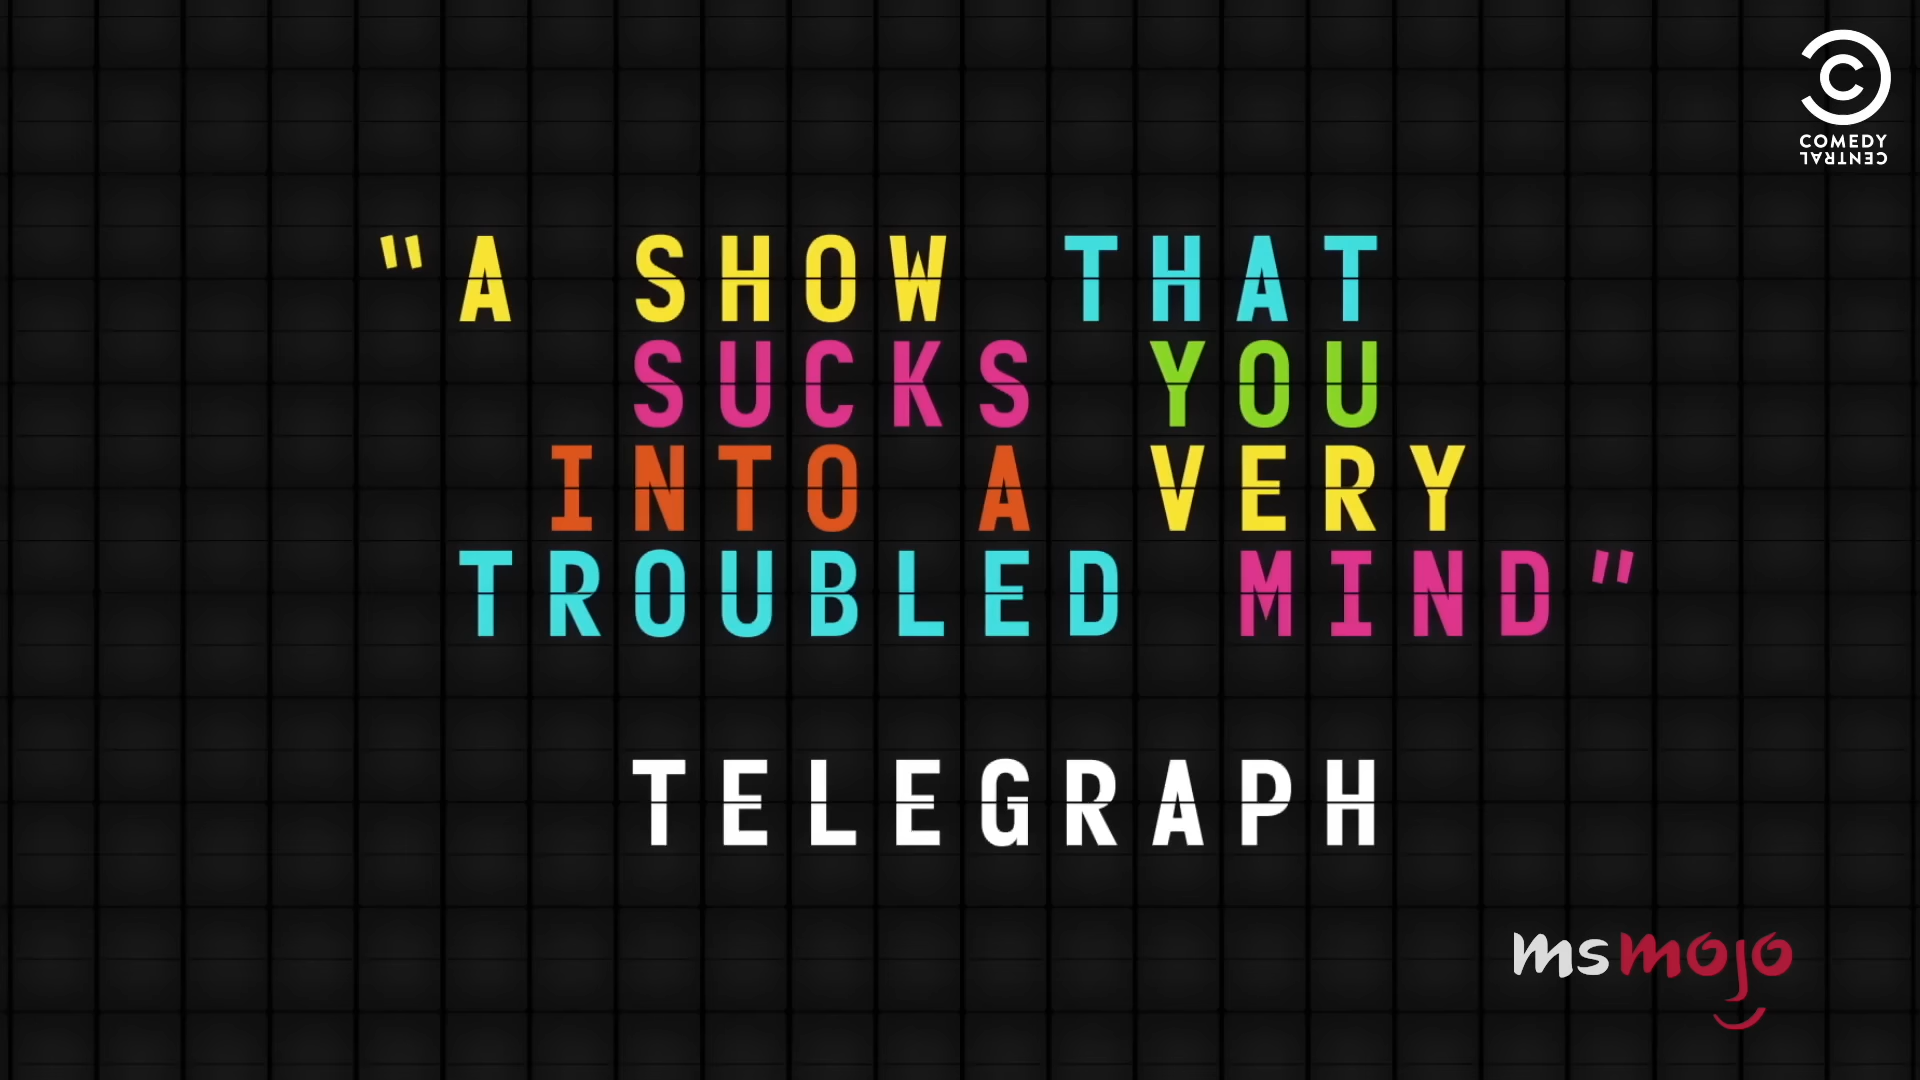 COMEDY
CENTRAL
"A SHOW THAT
SUCKS YOU
INTO A VERY
TROUBLED MIND"
TELEGRAPH
msmojo